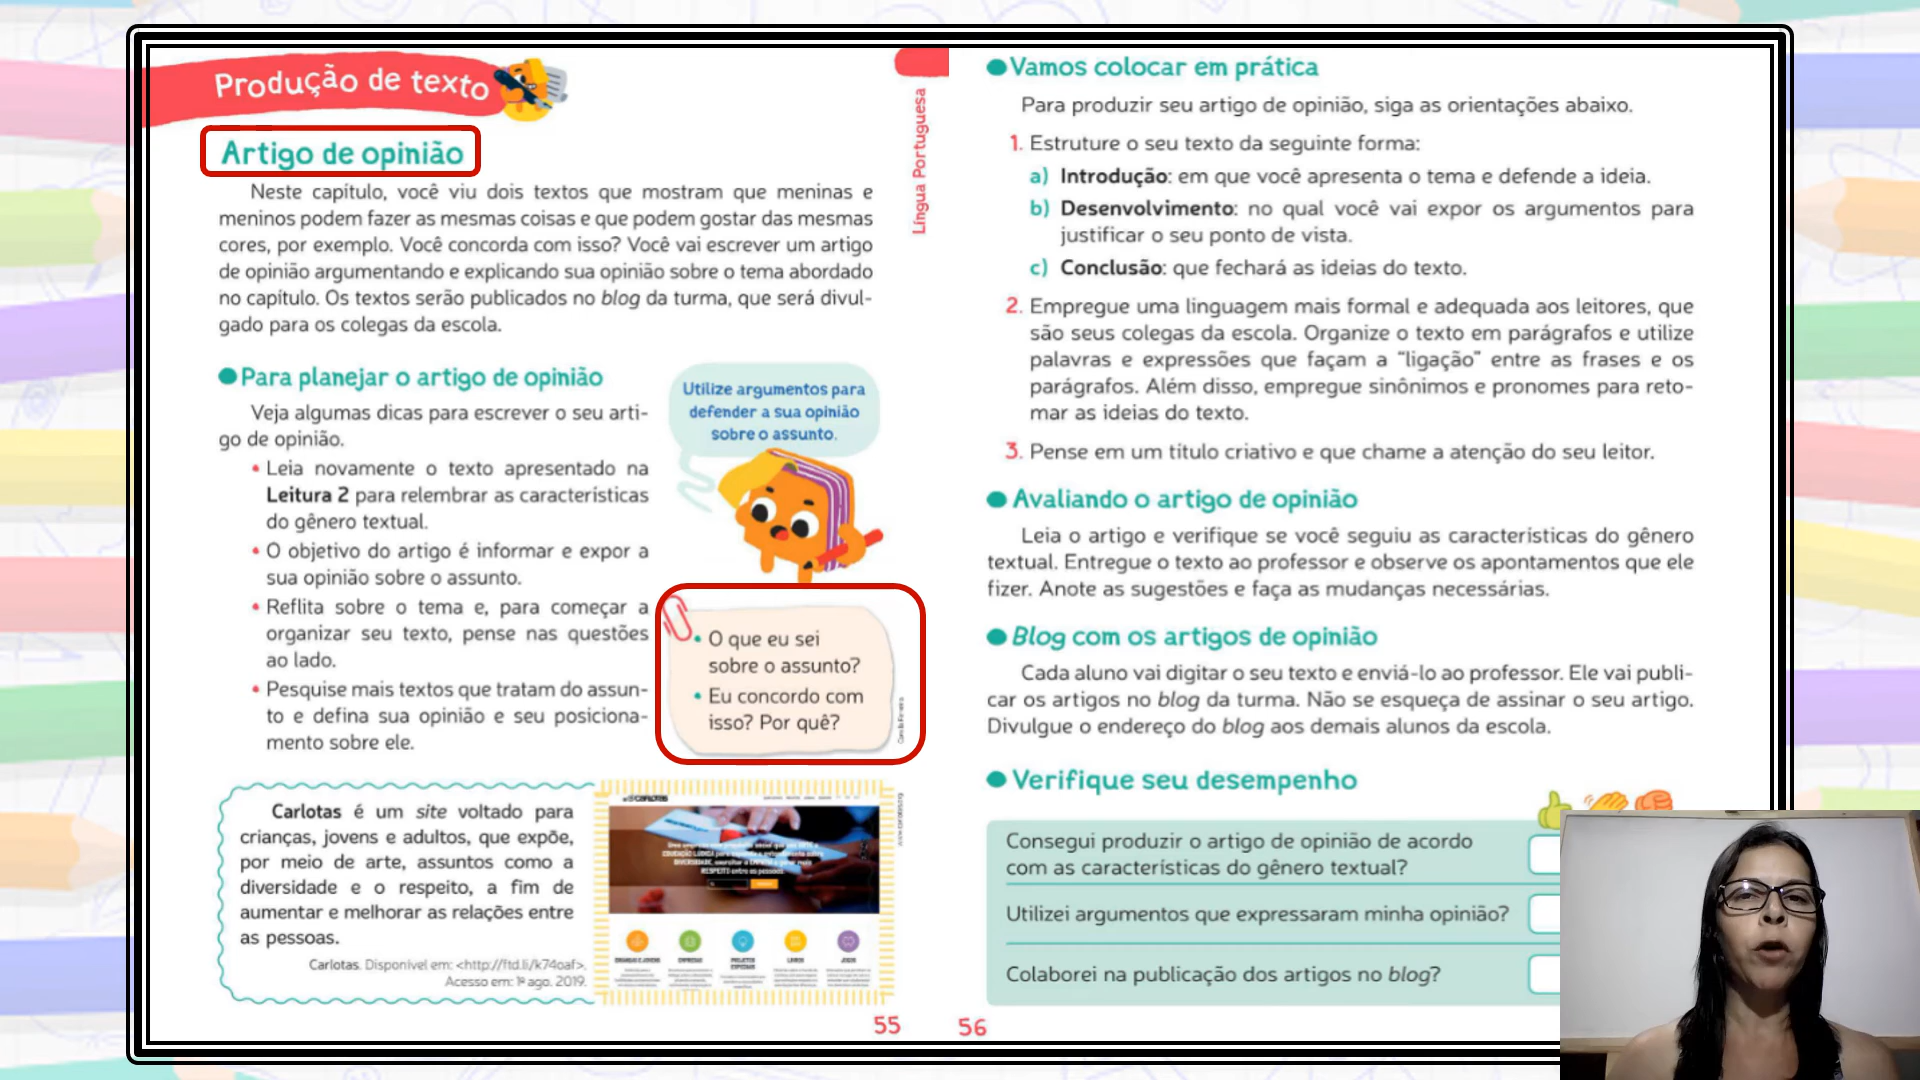 Produção de texto
Artigo de opinião
Neste capítulo, você viu dois textos que mostram que meninas e
meninos podem fazer as mesmas coisas e que podem gostar das mesmas
cores, por exemplo. Você concorda com isso? Você vai escrever um artigo
de opinião argumentando e explicando sua opinião sobre o tema abordado
no capítulo. Os textos serão publicados no blog da turma, que será divul-
gado para os colegas da escola.
Para planejar o artigo de opinião
Veja algumas dicas para escrever o seu arti-
go de opinião.
• Leia novamente o texto apresentado na
Leitura 2 para relembrar as características
do gênero textual.
• O objetivo do artigo é informar e expor a
sua opinião sobre o assunto.
• Reflita sobre o tema e, para começar a
organizar seu texto, pense nas questões
ao lado.
• Pesquise mais textos que tratam do assun-
to e defina sua opinião e seu posiciona-
mento sobre ele.
Utilize argumentos para
defender a sua opinião
sobre o assunto.
• O que eu sei
sobre o assunto?
• Eu concordo com
isso? Por quê?
Carlotas é um site voltado para
crianças, jovens e adultos, que expõe,
por meio de arte, assuntos como a
diversidade e o respeito, a fim de
aumentar e melhorar as relações entre
as pessoas.
Carlotas. Disponível em: <http://ftd.li/k74oaf>.
Acesso em: 1º ago. 2019.
CARLOTAS
55
Língua Portuguesa
Vamos colocar em prática
Para produzir seu artigo de opinião, siga as orientações abaixo.
1. Estruture o seu texto da seguinte forma:
a) Introdução: em que você apresenta o tema e defende a ideia.
b) Desenvolvimento: no qual você vai expor os argumentos para
justificar o seu ponto de vista.
c) Conclusão: que fechará as ideias do texto.
2. Empregue uma linguagem mais formal e adequada aos leitores, que
são seus colegas da escola. Organize o texto em parágrafos e utilize
palavras e expressões que façam a “ligação” entre as frases e os
parágrafos. Além disso, empregue sinônimos e pronomes para reto-
mar as ideias do texto.
3. Pense em um título criativo e que chame a atenção do seu leitor.
Avaliando o artigo de opinião
Leia o artigo e verifique se você seguiu as características do gênero
textual. Entregue o texto ao professor e observe os apontamentos que ele
fizer. Anote as sugestões e faça as mudanças necessárias.
Blog com os artigos de opinião
Cada aluno vai digitar o seu texto e enviá-lo ao professor. Ele vai publi-
car os artigos no blog da turma. Não se esqueça de assinar o seu artigo.
Divulgue o endereço do blog aos demais alunos da escola.
Verifique seu desempenho
Consegui produzir o artigo de opinião de acordo
com as características do gênero textual?
Utilizei argumentos que expressaram minha opinião?
Colaborei na publicação dos artigos no blog?
56